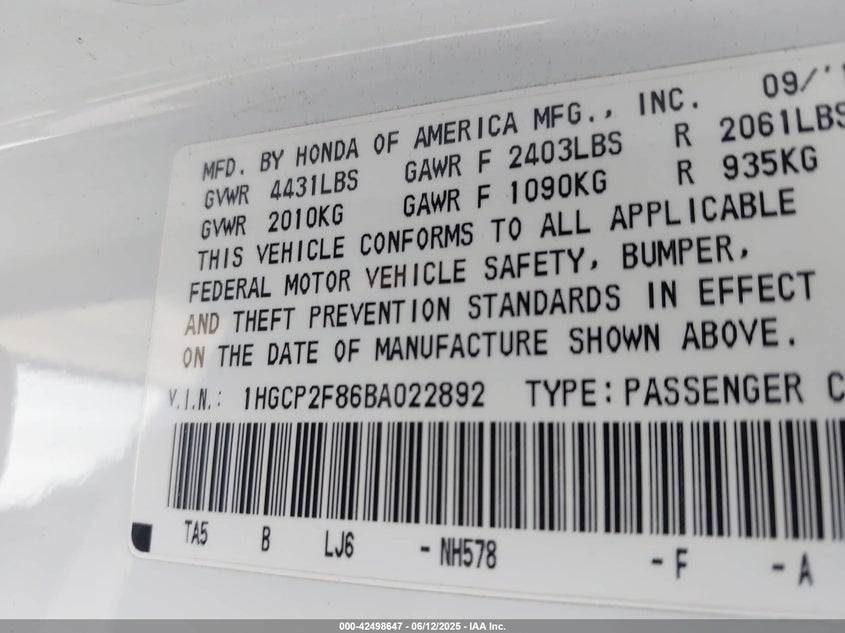 MFD. BY HONDA OF AMERICA MFG., INC. 09/'1
GVWR 4431LBS GAWR F 2403LBS R 2061LBS
GVWR 2010KG GAWR F 1090KG R 935KG
THIS VEHICLE CONFORMS TO ALL APPLICABLE
FEDERAL MOTOR VEHICLE SAFETY, BUMPER,
AND THEFT PREVENTION STANDARDS IN EFFECT
ON THE DATE OF MANUFACTURE SHOWN ABOVE.
V.I.N.: 1HGCP2F86BA022892 TYPE: PASSENGER C
TA5 B LJ6 - NH578 - F - A
000-42498647 - 06/12/2025 - IAA Inc.